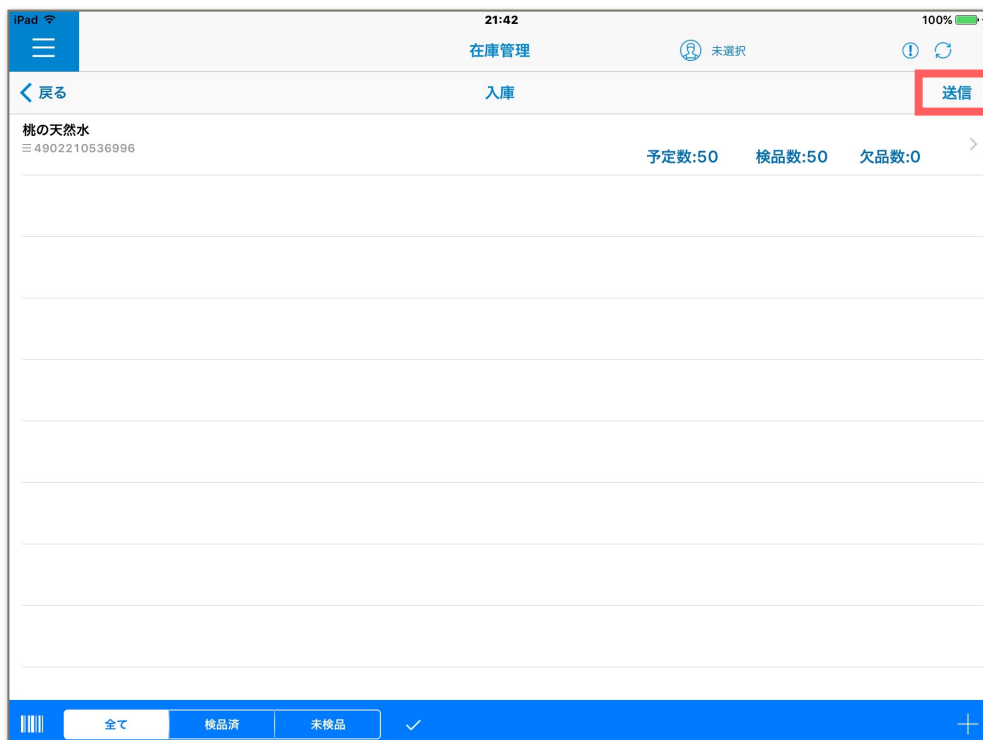 iPad 21:42 100%
在庫管理 未選択
戻る 入庫 送信
桃の天然水
4902210536996
予定数:50 検品数:50 欠品数:0
全て 検品済 未検品